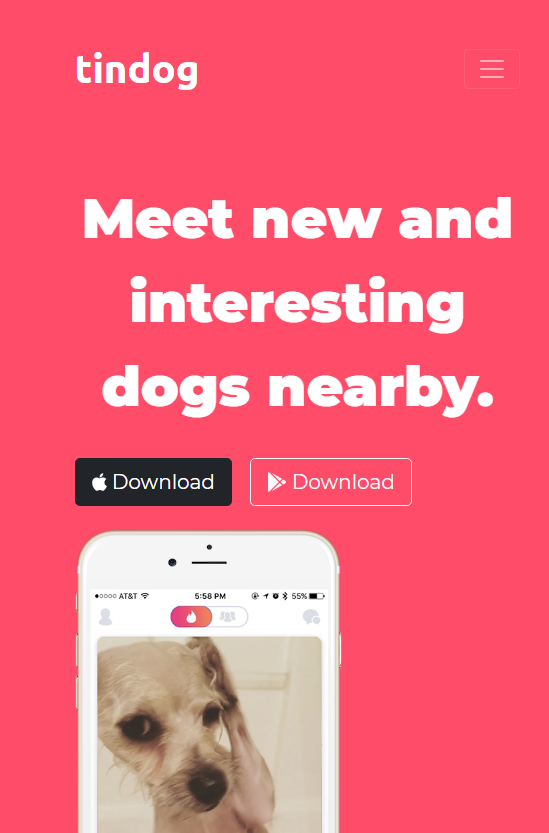 tindog
Meet new and
interesting
dogs nearby.
Download Download
AT&T 5:58 PM 55%